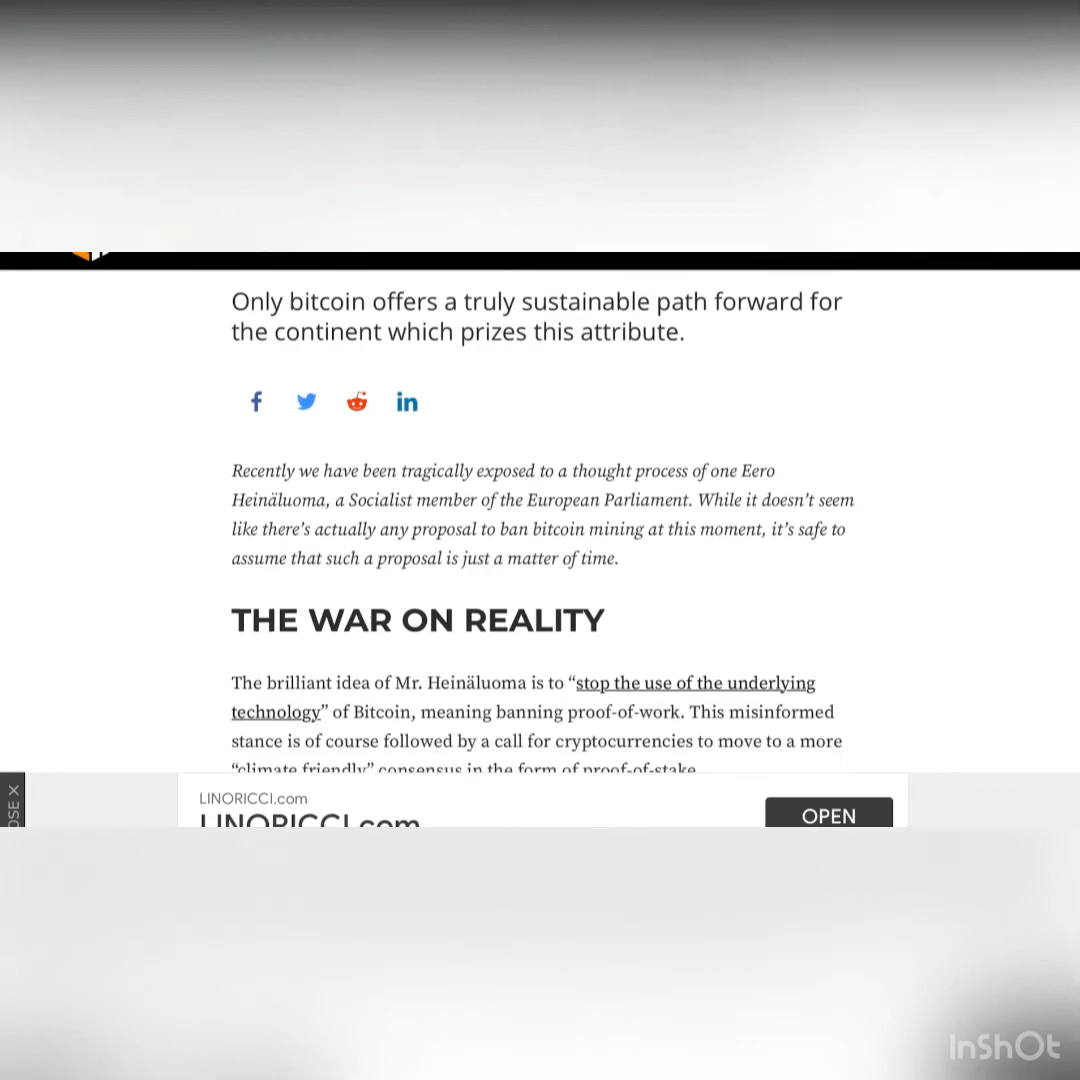 Only bitcoin offers a truly sustainable path forward for
the continent which prizes this attribute.
Recently we have been tragically exposed to a thought process of one Eero
Heinäluoma, a Socialist member of the European Parliament. While it doesn’t seem
like there’s actually any proposal to ban bitcoin mining at this moment, it’s safe to
assume that such a proposal is just a matter of time.
THE WAR ON REALITY
The brilliant idea of Mr. Heinäluoma is to “stop the use of the underlying
technology” of Bitcoin, meaning banning proof-of-work. This misinformed
stance is of course followed by a call for cryptocurrencies to move to a more
“climate friendly” consensus in the form of proof-of-stake
OSE X
LINORICCI.com
LINORICCI.com
OPEN
InShOt